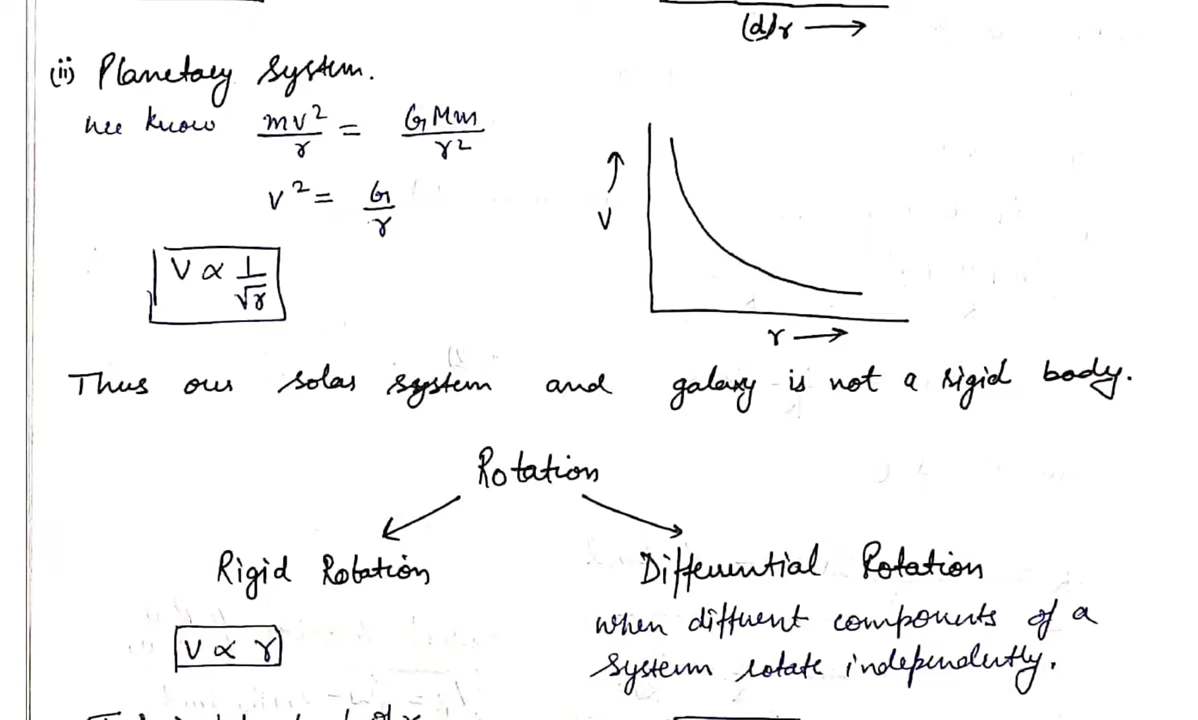 (d) r →
(ii) Planetary System.
we know mv²/r = GMm/r²
v² = G/r
V ∝ 1/√r
V
r →
Thus our solar system and galaxy is not a rigid body.
Rotation
Rigid Rotation
Differential Rotation
V ∝ r
when different components of a
system rotate independently.